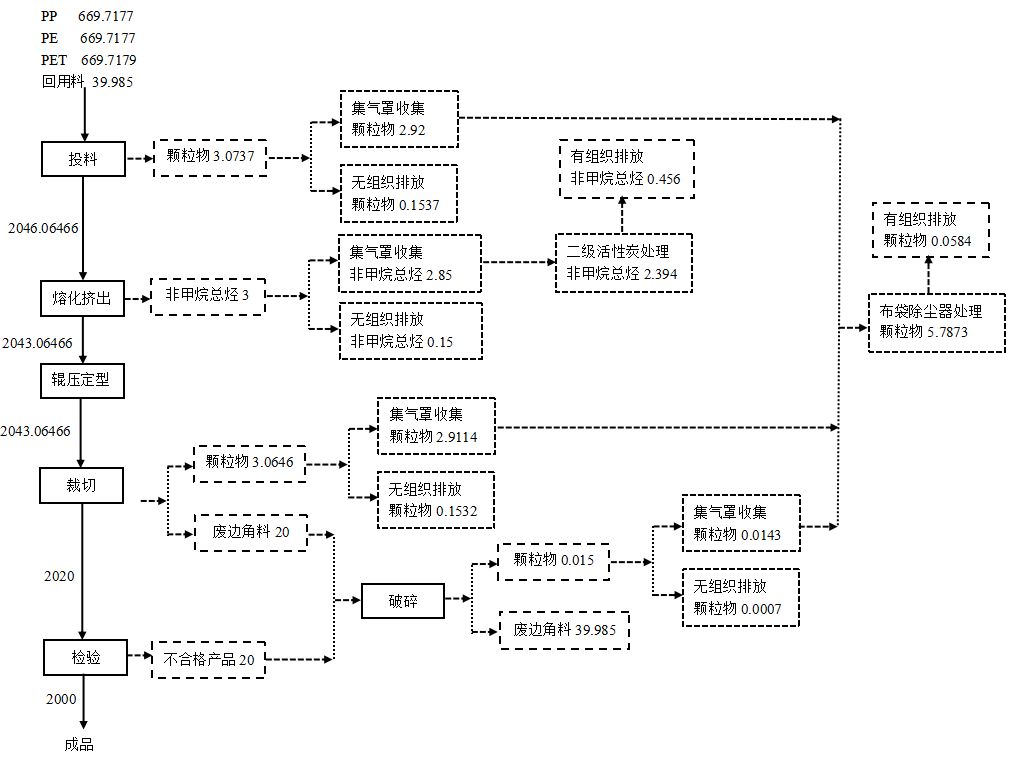 PP 669.7177
PE 669.7177
PET 669.7179
回用料 39.985
集气罩收集
颗粒物 2.92
投料
颗粒物 3.0737
有组织排放
非甲烷总烃 0.456
无组织排放
颗粒物 0.1537
有组织排放
颗粒物 0.0584
2046.06466
集气罩收集
非甲烷总烃 2.85
二级活性炭处理
非甲烷总烃 2.394
熔化挤出
非甲烷总烃 3
无组织排放
非甲烷总烃 0.15
布袋除尘器处理
颗粒物 5.7873
2043.06466
辊压定型
2043.06466
集气罩收集
颗粒物 2.9114
颗粒物 3.0646
裁切
无组织排放
颗粒物 0.1532
废边角料 20
集气罩收集
颗粒物 0.0143
颗粒物 0.015
2020
破碎
无组织排放
颗粒物 0.0007
废边角料 39.985
检验
不合格产品 20
2000
成品